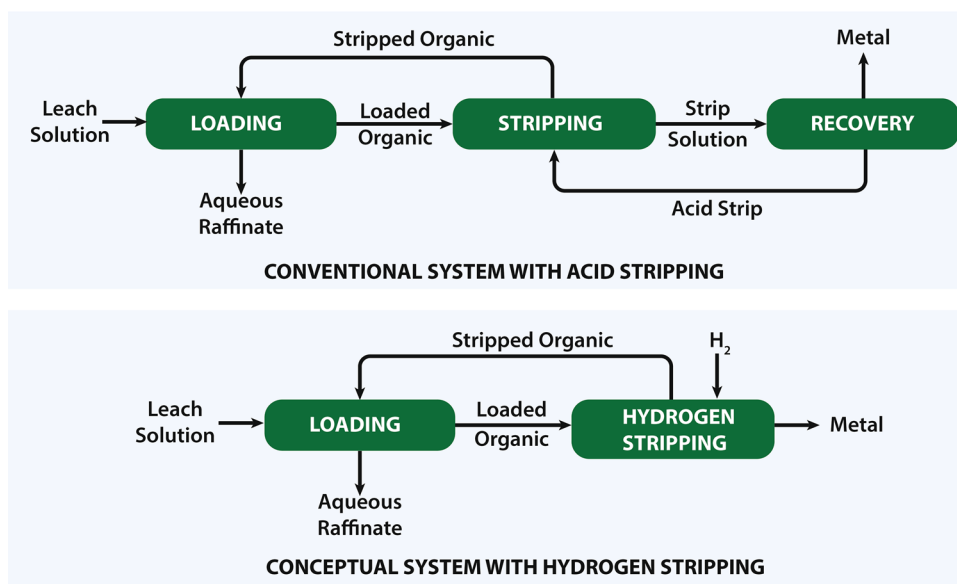 Stripped Organic
Metal
Leach
Solution
LOADING
Loaded
Organic
STRIPPING
Strip
Solution
RECOVERY
Aqueous
Raffinate
Acid Strip
CONVENTIONAL SYSTEM WITH ACID STRIPPING
Stripped Organic
H₂
Leach
Solution
LOADING
Loaded
Organic
HYDROGEN
STRIPPING
Metal
Aqueous
Raffinate
CONCEPTUAL SYSTEM WITH HYDROGEN STRIPPING